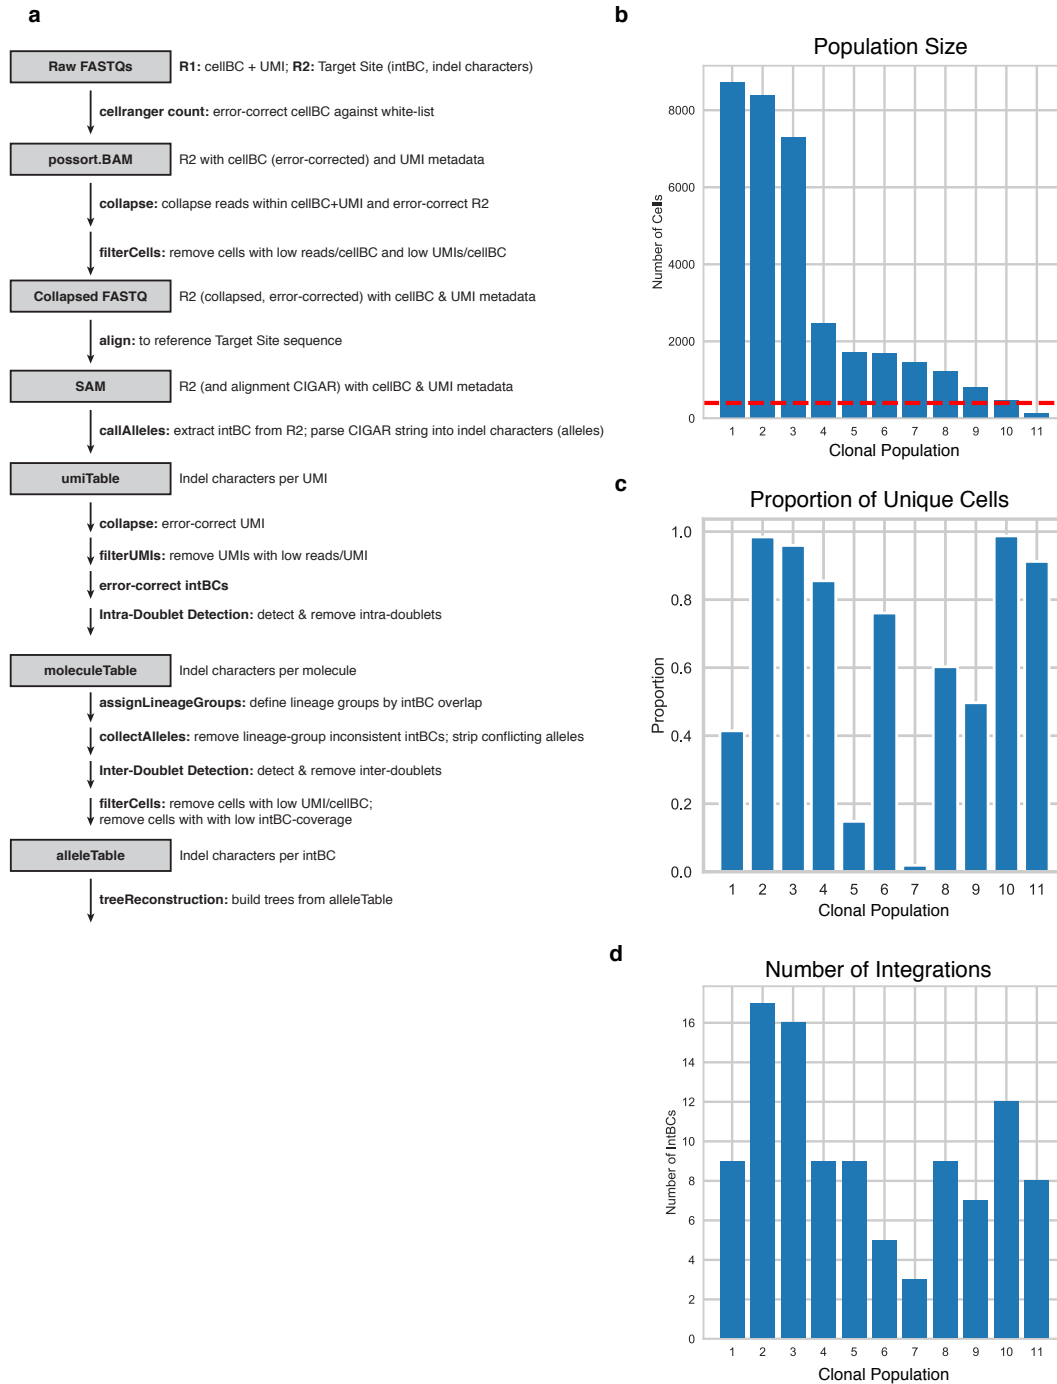 a
Raw FASTQs
R1: cellBC + UMI; R2: Target Site (intBC, indel characters)
cellranger count: error-correct cellBC against white-list
possort.BAM
R2 with cellBC (error-corrected) and UMI metadata
collapse: collapse reads within cellBC+UMI and error-correct R2
filterCells: remove cells with low reads/cellBC and low UMIs/cellBC
Collapsed FASTQ
R2 (collapsed, error-corrected) with cellBC & UMI metadata
align: to reference Target Site sequence
SAM
R2 (and alignment CIGAR) with cellBC & UMI metadata
callAlleles: extract intBC from R2; parse CIGAR string into indel characters (alleles)
umiTable
Indel characters per UMI
collapse: error-correct UMI
filterUMIs: remove UMIs with low reads/UMI
error-correct intBCs
Intra-Doublet Detection: detect & remove intra-doublets
moleculeTable
Indel characters per molecule
assignLineageGroups: define lineage groups by intBC overlap
collectAlleles: remove lineage-group inconsistent intBCs; strip conflicting alleles
Inter-Doublet Detection: detect & remove inter-doublets
filterCells: remove cells with low UMI/cellBC;
remove cells with with low intBC-coverage
alleleTable
Indel characters per intBC
treeReconstruction: build trees from alleleTable
b
Population Size
Number of Cells
8000
6000
4000
2000
0
1 2 3 4 5 6 7 8 9 10 11
Clonal Population
c
Proportion of Unique Cells
Proportion
1.0
0.8
0.6
0.4
0.2
0.0
1 2 3 4 5 6 7 8 9 10 11
Clonal Population
d
Number of Integrations
Number of IntBCs
16
14
12
10
8
6
4
2
0
1 2 3 4 5 6 7 8 9 10 11
Clonal Population